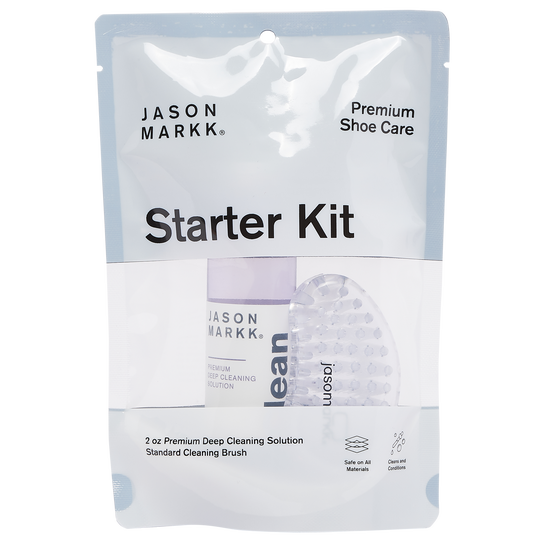 JASON
MARKK®
Premium
Shoe Care
Starter Kit
JASON
MARKK®
PREMIUM
DEEP CLEANING
SOLUTION
lean
jason
2 oz Premium Deep Cleaning Solution
Standard Cleaning Brush
Safe on All
Materials
Cleans and
Conditions